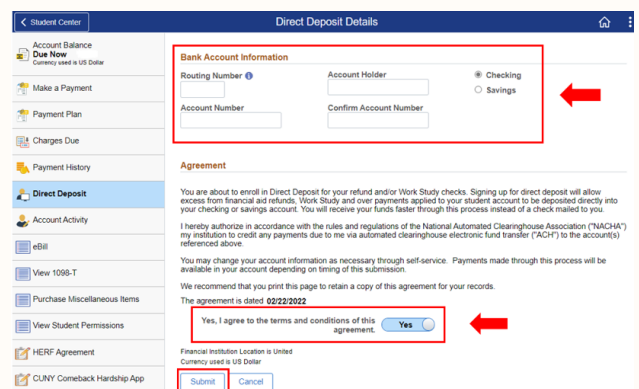 Student Center
Direct Deposit Details
Account Balance
Due Now
Currency used is US Dollar
Make a Payment
Payment Plan
Charges Due
Payment History
Direct Deposit
Account Activity
eBill
View 1098-T
Purchase Miscellaneous Items
View Student Permissions
HERF Agreement
CUNY Comeback Hardship App
Bank Account Information
Routing Number
Account Holder
Checking
Savings
Account Number
Confirm Account Number
Agreement
You are about to enroll in Direct Deposit for your refund and/or Work Study checks. Signing up for direct deposit will allow
excess from financial aid refunds, Work Study and over payments applied to your student account to be deposited directly into
your checking or savings account. You will receive your funds faster through this process instead of a check mailed to you.
I hereby authorize in accordance with the rules and regulations of the National Automated Clearinghouse Association ("NACHA")
my institution to credit any payments due to me via automated clearinghouse electronic fund transfer ("ACH") to the account(s)
referenced above.
You may change your account information as necessary through self-service. Payments made through this process will be
available in your account depending on timing of this submission.
We recommend that you print this page to retain a copy of this agreement for your records.
The agreement is dated 02/22/2022
Yes, I agree to the terms and conditions of this
agreement.
Yes
Financial Institution Location is United
Currency used is US Dollar
Submit
Cancel